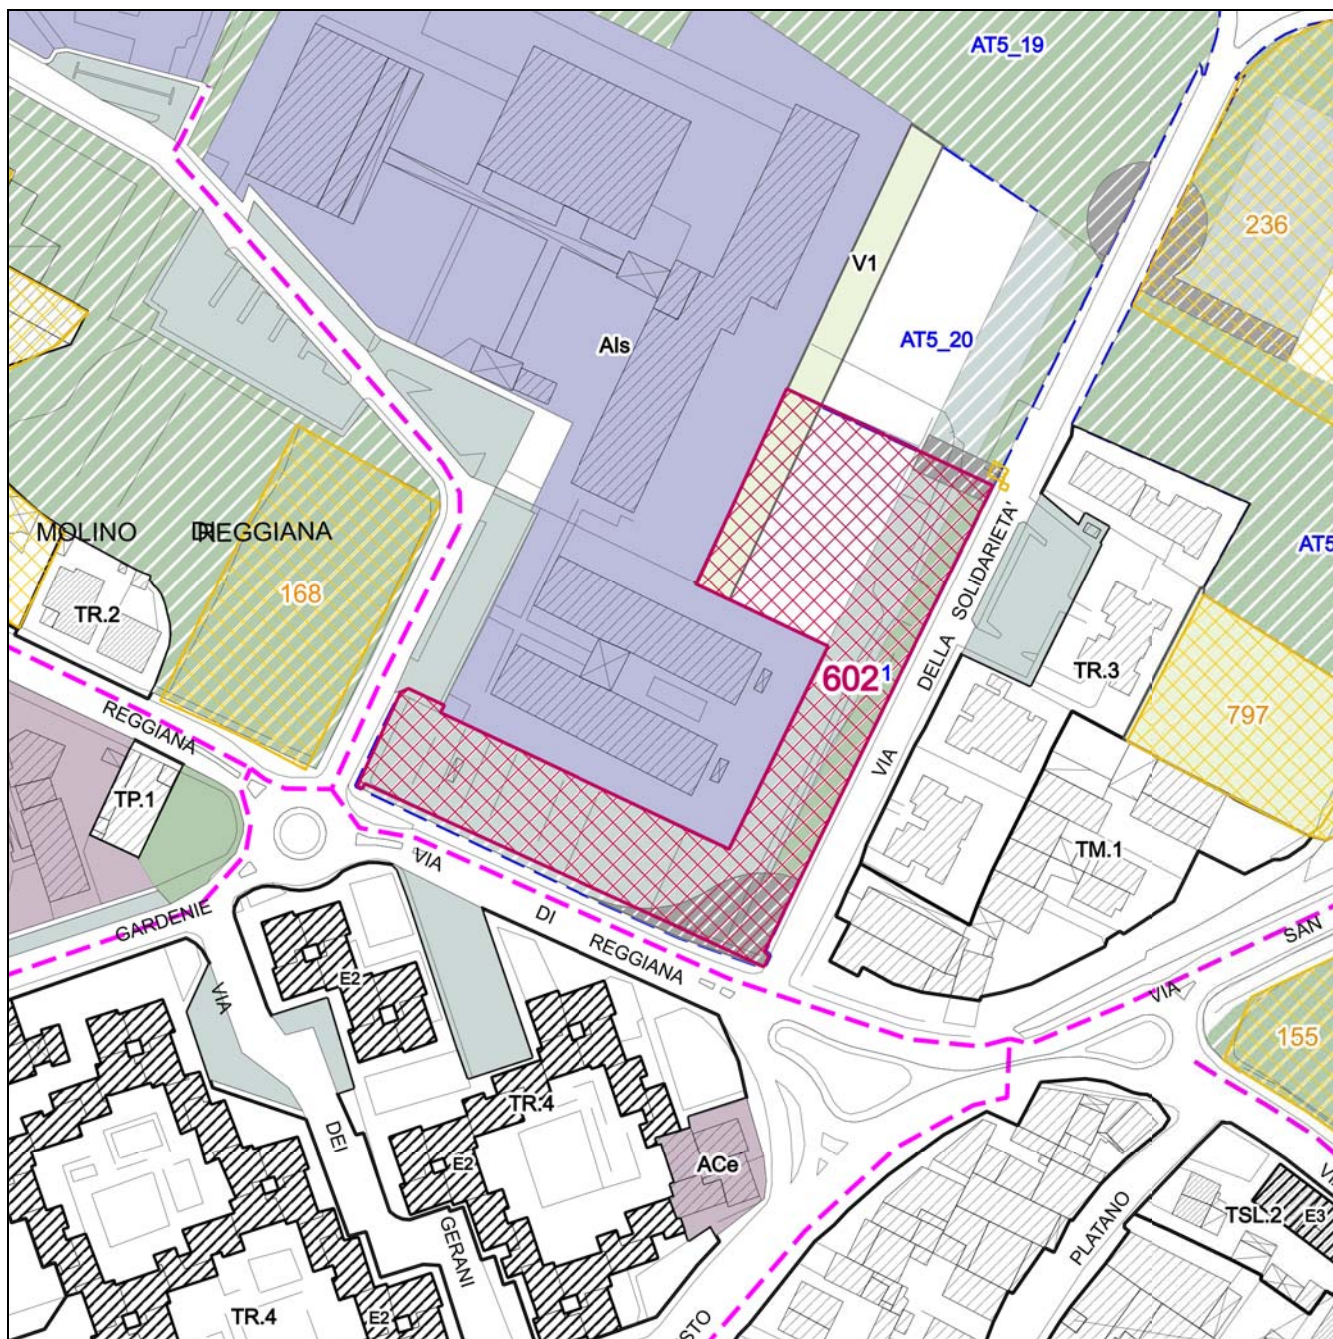 AT5_19
236
V1
AIs
AT5_20
MOLINO DI REGGIANA
168
TR.2
VIA DELLA SOLIDARIETA'
AT5
602 1
TR.3
797
REGGIANA
TP.1
VIA DI REGGIANA
TM.1
GARDENIE
SAN
VIA
E2
VIA
155
TR.4
E2
ACe
DEI
GERANI
PLATANO
TSL.2
E3
TR.4
E2
STO